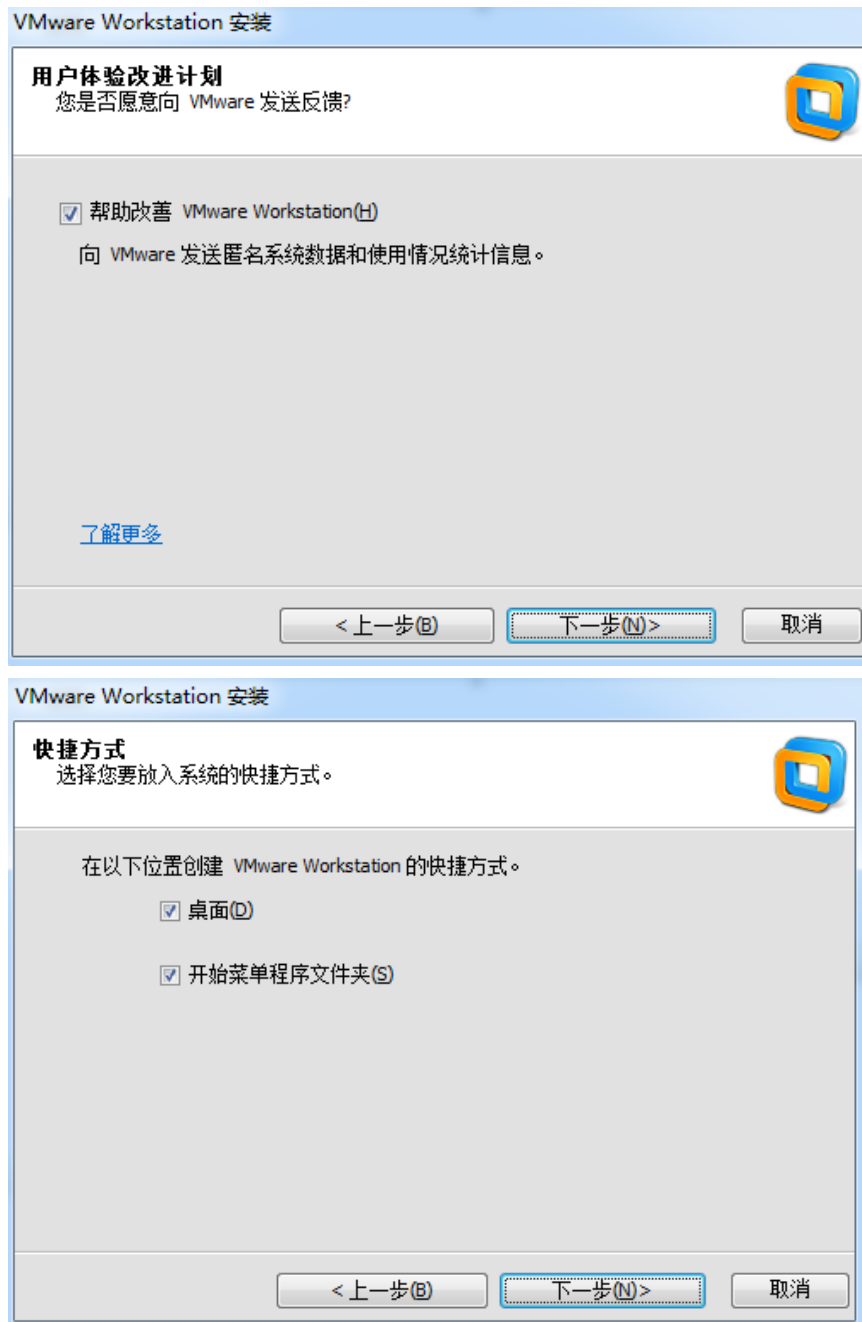 VMware Workstation 安装
用户体验改进计划
您是否愿意向 VMware 发送反馈?
帮助改善 VMware Workstation(H)
向 VMware 发送匿名系统数据和使用情况统计信息。
了解更多
< 上一步(B) 下一步(N)> 取消
VMware Workstation 安装
快捷方式
选择您要放入系统的快捷方式。
在以下位置创建 VMware Workstation 的快捷方式。
桌面(D)
开始菜单程序文件夹(S)
< 上一步(B) 下一步(N)> 取消